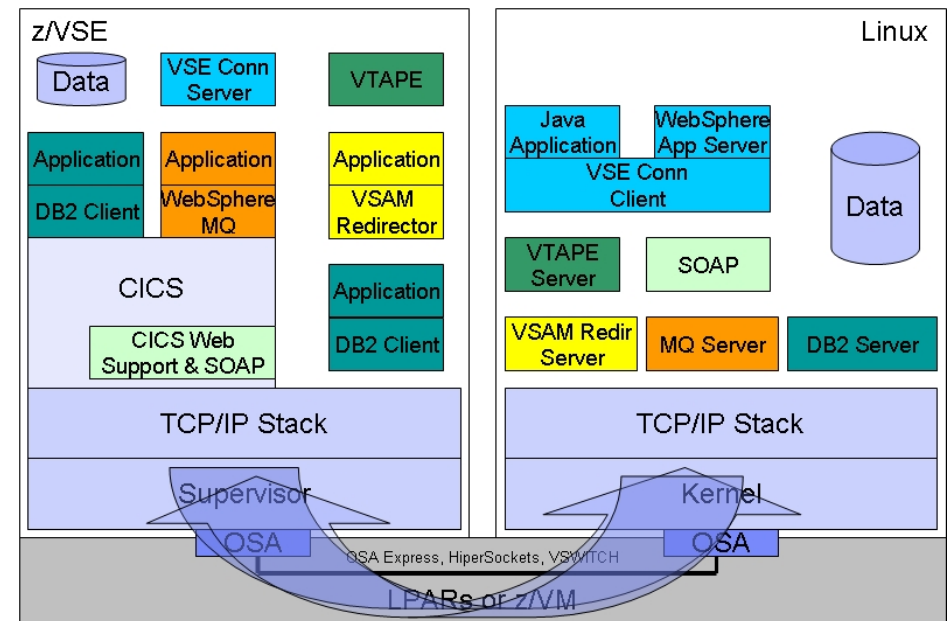 z/VSE
Data
VSE Conn
Server
VTAPE
Application
DB2 Client
Application
WebSphere
MQ
Application
VSAM
Redirector
CICS
CICS Web
Support & SOAP
Application
DB2 Client
TCP/IP Stack
Supervisor
OSA
Linux
Java
Application
WebSphere
App Server
VSE Conn
Client
Data
VTAPE
Server
SOAP
VSAM Redir
Server
MQ Server
DB2 Server
TCP/IP Stack
Kernel
OSA
OSA Express, HiperSockets, VSWITCH
LPARs or z/VM